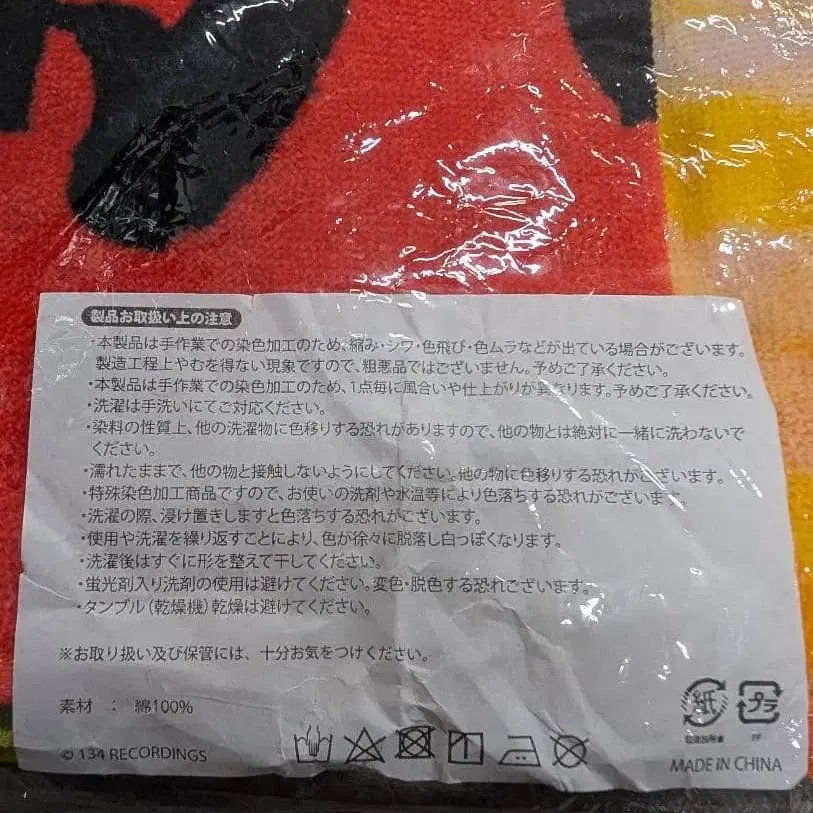 製品お取扱い上の注意
・本製品は手作業での染色加工のため、縮み・シワ・色飛び・色ムラなどが出ている場合がございます。
製造工程上やむを得ない現象ですので、粗悪品ではございません。予めご了承ください。
・本製品は手作業での染色加工のため、1点毎に風合いや仕上がりが異なります。予めご了承ください。
・洗濯は手洗いにてご対応ください。
・染料の性質上、他の洗濯物に色移りする恐れがありますので、他の物とは絶対に一緒に洗わないで
ください。
・濡れたままで、他の物と接触しないようにしてください。他の物に色移りする恐れがございます。
・特殊染色加工商品ですので、お使いの洗剤や水温等により色落ちする恐れがございます。
・洗濯の際、浸け置きしますと色落ちする恐れがございます。
・使用や洗濯を繰り返すことにより、色が徐々に脱落し白っぽくなります。
・洗濯後はすぐに形を整えて干してください。
・蛍光剤入り洗剤の使用は避けてください。変色・脱色する恐れございます。
・タンブル(乾燥機)乾燥は避けてください。
※お取り扱い及び保管には、十分お気をつけください。
素材 : 綿100%
紙 プラ
PP
© 134 RECORDINGS
MADE IN CHINA